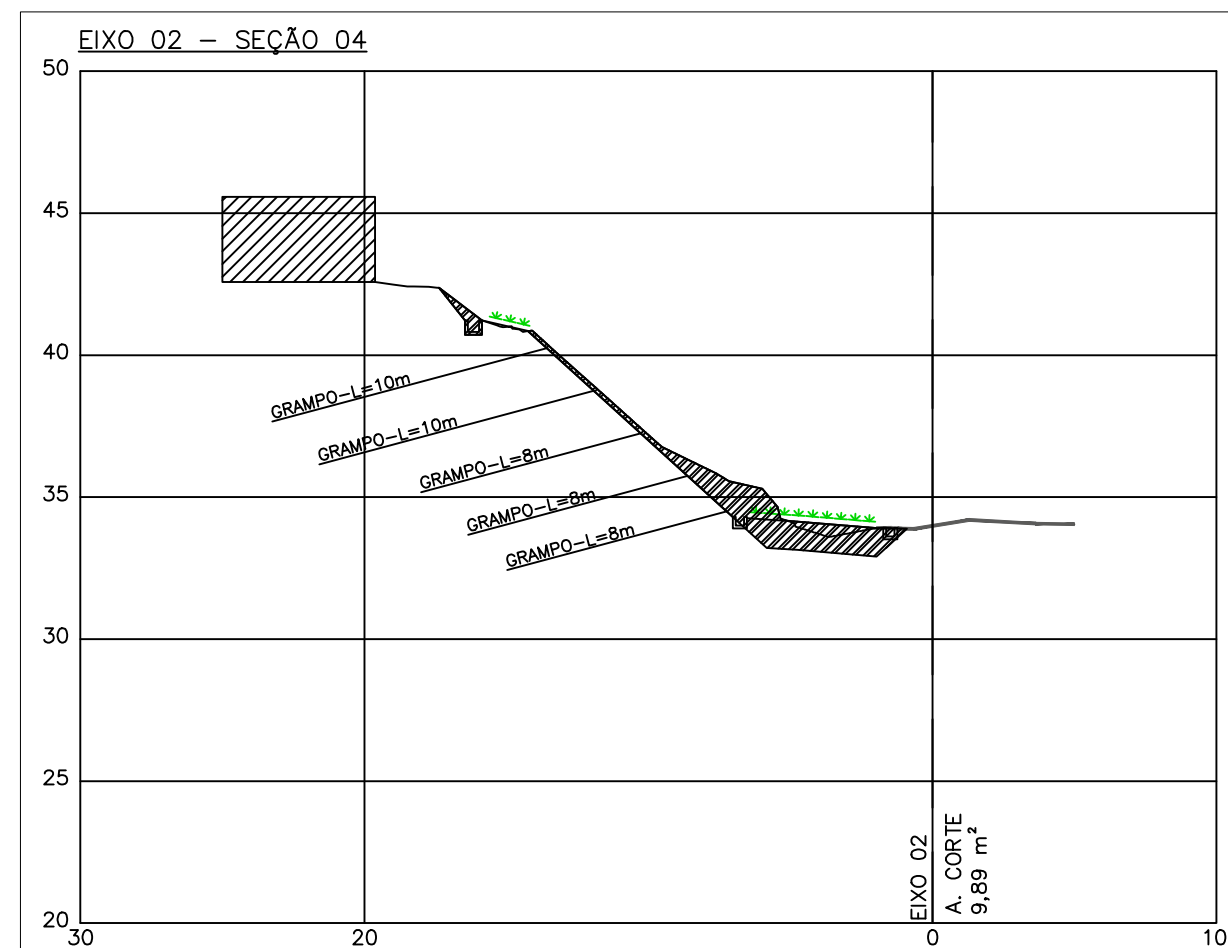 EIXO 02 – SEÇÃO 04
50
45
40
35
30
25
20
GRAMPO-L=10m
GRAMPO-L=10m
GRAMPO-L=8m
GRAMPO-L=8m
GRAMPO-L=8m
EIXO 02
A. CORTE
9,89 m²
30
20
0
10